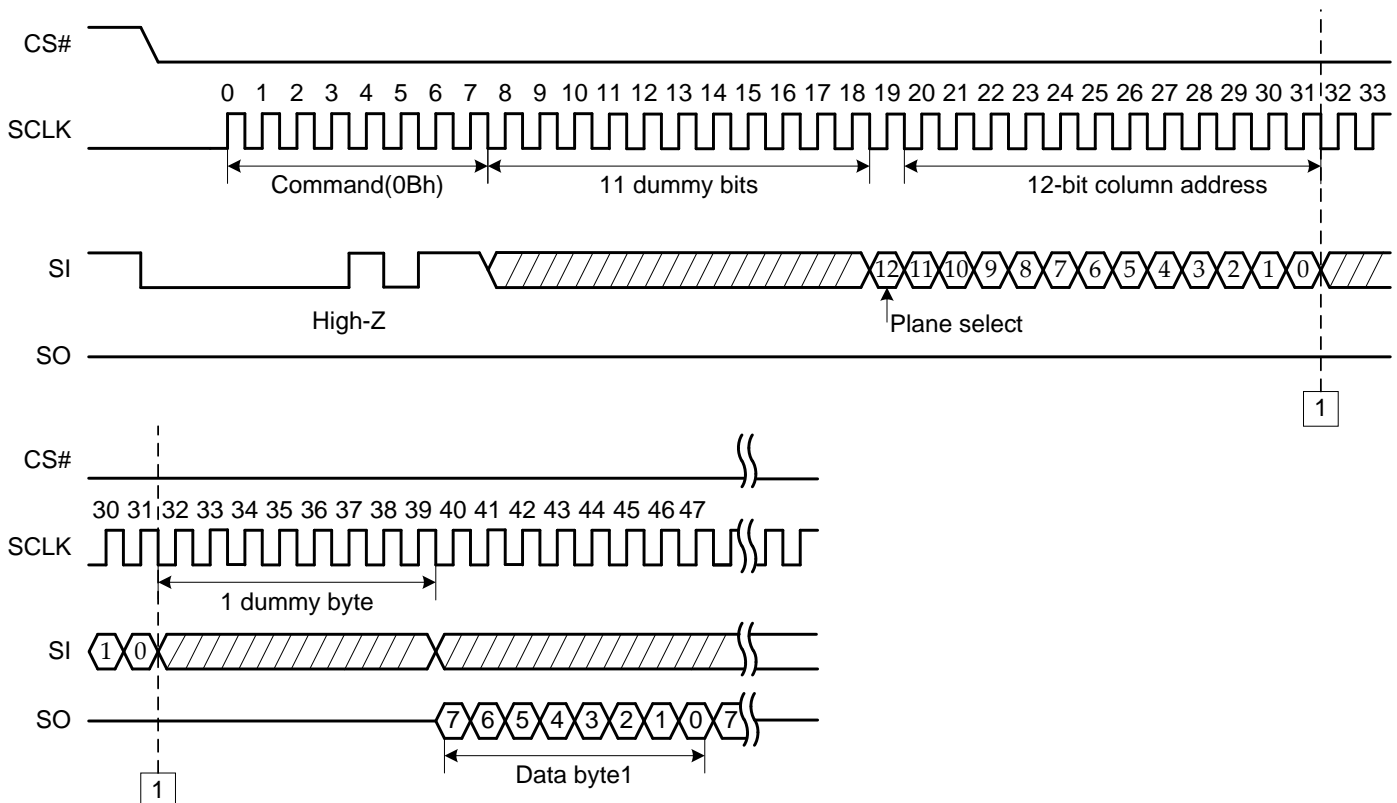 CS#
0 1 2 3 4 5 6 7 8 9 10 11 12 13 14 15 16 17 18 19 20 21 22 23 24 25 26 27 28 29 30 31 32 33
SCLK
Command(0Bh) 11 dummy bits 12-bit column address
SI 12 11 10 9 8 7 6 5 4 3 2 1 0
High-Z Plane select
SO
1
CS#
30 31 32 33 34 35 36 37 38 39 40 41 42 43 44 45 46 47
SCLK
1 dummy byte
SI 1 0
SO 7 6 5 4 3 2 1 0 7
Data byte1
1